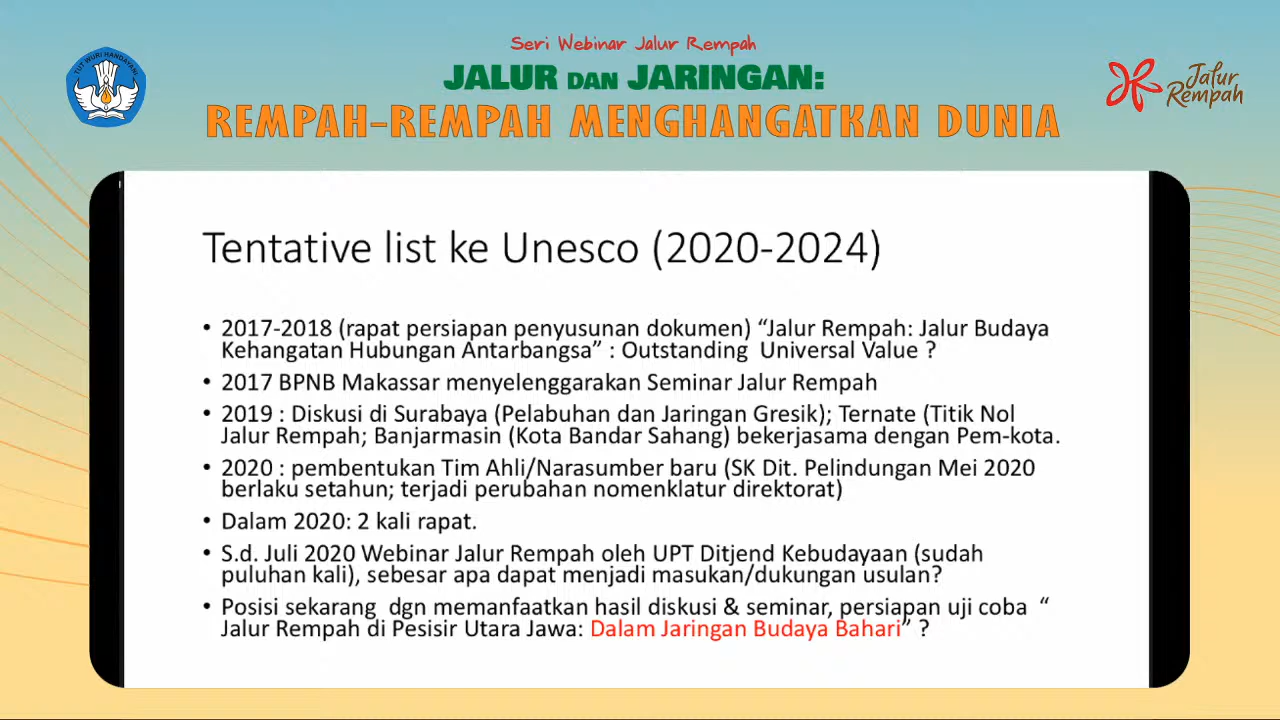 Seri Webinar Jalur Rempah
JALUR DAN JARINGAN:
REMPAH-REMPAH MENGHANGATKAN DUNIA
TUT WURI HANDAYANI
Jalur
Rempah
Tentative list ke Unesco (2020-2024)
• 2017-2018 (rapat persiapan penyusunan dokumen) “Jalur Rempah: Jalur Budaya
Kehangatan Hubungan Antarbangsa” : Outstanding Universal Value ?
• 2017 BPNB Makassar menyelenggarakan Seminar Jalur Rempah
• 2019 : Diskusi di Surabaya (Pelabuhan dan Jaringan Gresik); Ternate (Titik Nol
Jalur Rempah; Banjarmasin (Kota Bandar Sahang) bekerjasama dengan Pem-kota.
• 2020 : pembentukan Tim Ahli/Narasumber baru (SK Dit. Pelindungan Mei 2020
berlaku setahun; terjadi perubahan nomenklatur direktorat)
• Dalam 2020: 2 kali rapat.
• S.d. Juli 2020 Webinar Jalur Rempah oleh UPT Ditjend Kebudayaan (sudah
puluhan kali), sebesar apa dapat menjadi masukan/dukungan usulan?
• Posisi sekarang dgn memanfaatkan hasil diskusi & seminar, persiapan uji coba “
Jalur Rempah di Pesisir Utara Jawa: Dalam Jaringan Budaya Bahari” ?